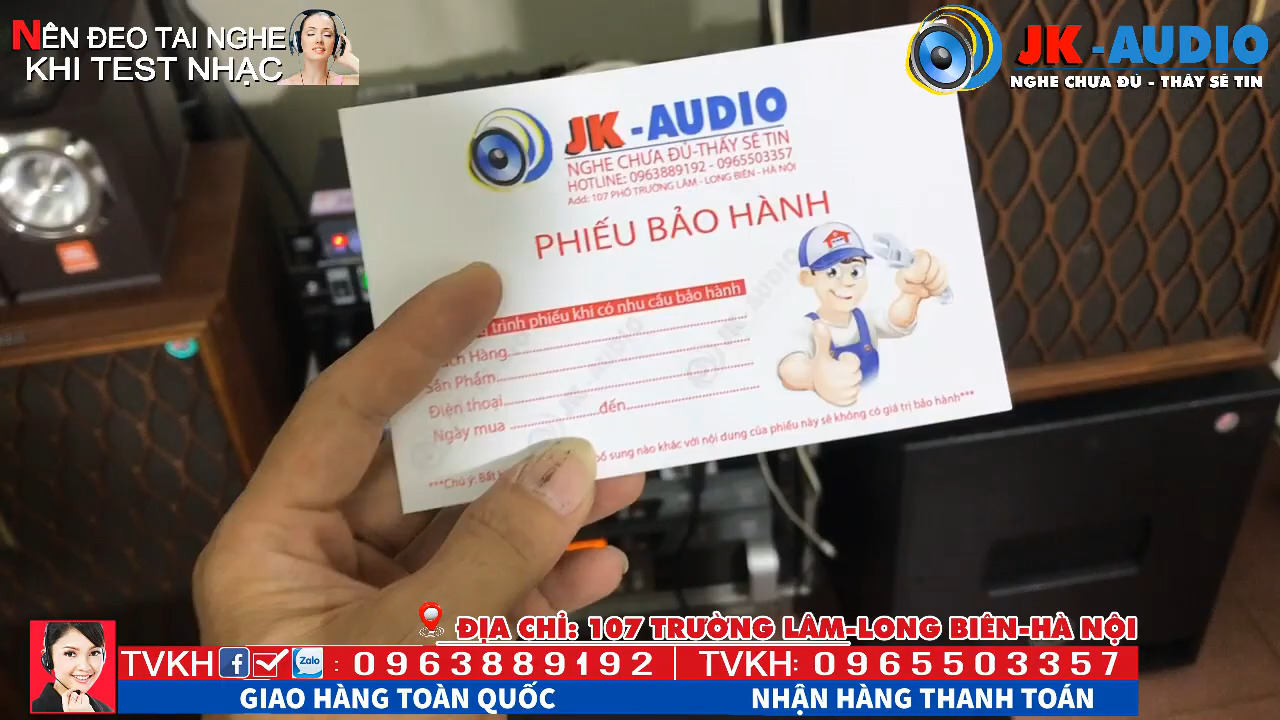 NÊN ĐEO TAI NGHE
KHI TEST NHẠC
JK-AUDIO
NGHE CHƯA ĐỦ - THẤY SẼ TIN
JK-AUDIO
NGHE CHƯA ĐỦ-THẤY SẼ TIN
HOTLINE: 0963889192 - 0965503357
Add: 107 PHỐ TRƯỜNG LÂM - LONG BIÊN - HÀ NỘI
PHIẾU BẢO HÀNH
trình phiếu khi có nhu cầu bảo hành
Hàng
Sản Phẩm
Điện thoại
Ngày mua đến
***Chú ý: Bất sung nào khác với nội dung của phiếu này sẽ không có giá trị bảo hành***
JBL
ĐỊA CHỈ: 107 TRƯỜNG LÂM-LONG BIÊN-HÀ NỘI
TVKH f Zalo : 0963889192 | TVKH: 0965503357
GIAO HÀNG TOÀN QUỐC NHẬN HÀNG THANH TOÁN